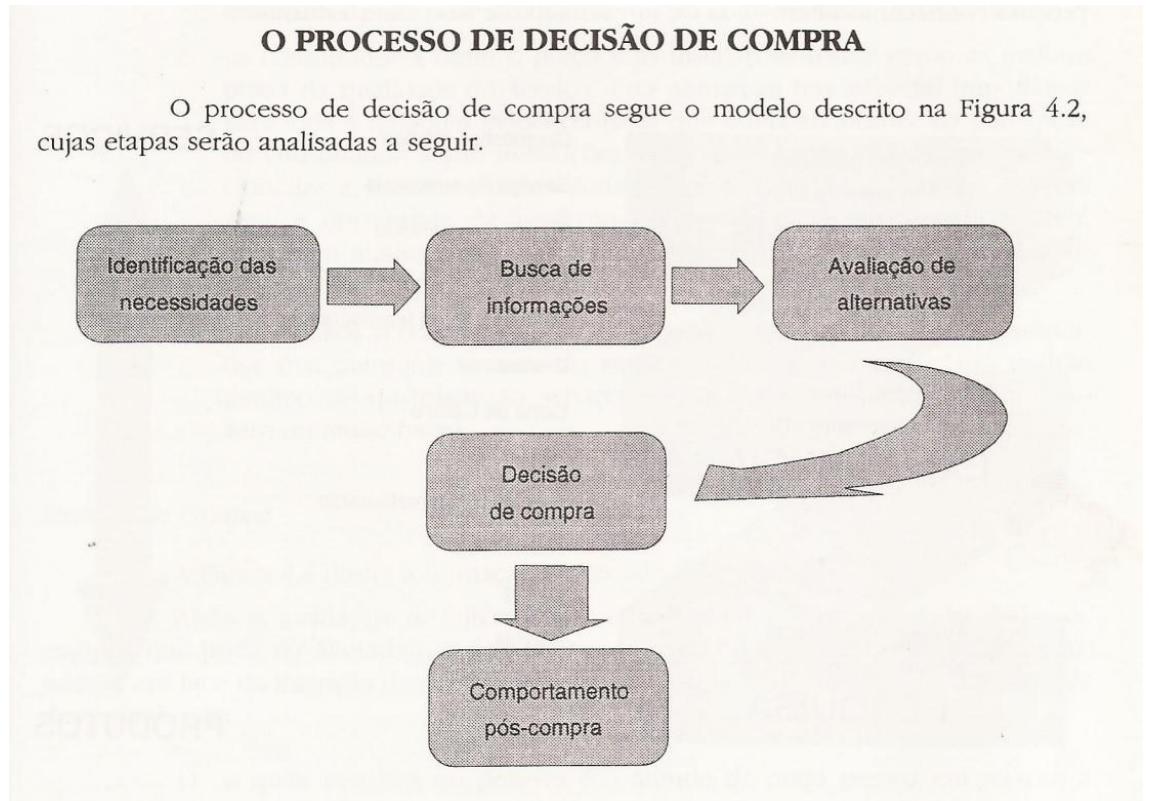 O PROCESSO DE DECISÃO DE COMPRA
O processo de decisão de compra segue o modelo descrito na Figura 4.2,
cujas etapas serão analisadas a seguir.
Identificação das
necessidades
Busca de
informações
Avaliação de
alternativas
Decisão
de compra
Comportamento
pós-compra
PRODUTOS